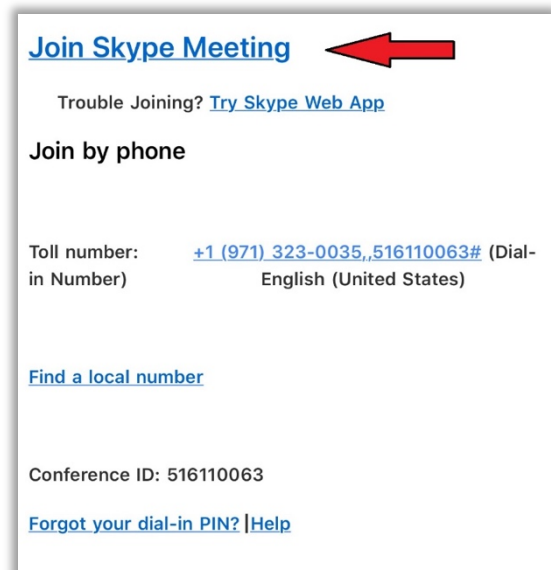 Join Skype Meeting
Trouble Joining? Try Skype Web App
Join by phone
Toll number: +1 (971) 323-0035,,516110063# (Dial-
in Number) English (United States)
Find a local number
Conference ID: 516110063
Forgot your dial-in PIN? |Help